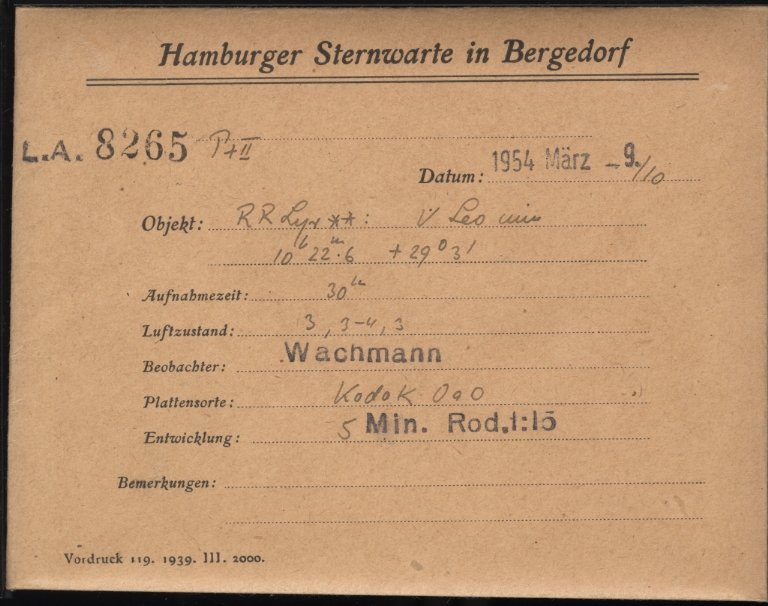 Hamburger Sternwarte in Bergedorf
L.A. 8265 P+II
Datum: 1954 März -9./10
Objekt: RR Lyr **: V Leo min
10h 22m.6 +29° 3'
Aufnahmezeit: 30m
Luftzustand: 3, 3-4, 3
Beobachter: Wachmann
Plattensorte: Kodak OaO
Entwicklung: 5 Min. Rod.1:15
Bemerkungen:
Vordruck 119. 1939. III. 2000.